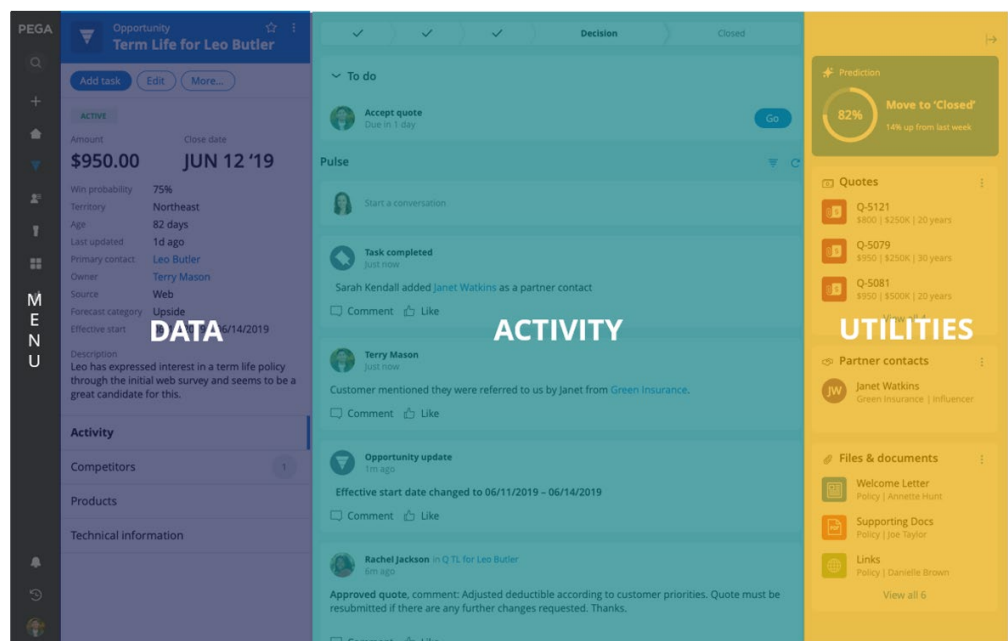 PEGA
MENU
Opportunity
Term Life for Leo Butler
Add task Edit More...
ACTIVE
Amount Close date
$950.00 JUN 12 ‘19
Win probability 75%
Territory Northeast
Age 82 days
Last updated 1d ago
Primary contact Leo Butler
Owner Terry Mason
Source Web
Forecast category Upside
Effective start 06/14/2019
DATA
Description
Leo has expressed interest in a term life policy
through the initial web survey and seems to be a
great candidate for this.
Activity
Competitors 1
Products
Technical information
Decision Closed
To do
Accept quote
Due in 1 day
Go
Pulse
Start a conversation
Task completed
Just now
Sarah Kendall added Janet Watkins as a partner contact
Comment Like
ACTIVITY
Terry Mason
Just now
Customer mentioned they were referred to us by Janet from Green Insurance.
Comment Like
Opportunity update
1m ago
Effective start date changed to 06/11/2019 – 06/14/2019
Comment Like
Rachel Jackson in Q TL for Leo Butler
6m ago
Approved quote, comment: Adjusted deductible according to customer priorities. Quote must be
resubmitted if there are any further changes requested. Thanks.
Comment Like
Prediction
82%
Move to ‘Closed’
14% up from last week
Quotes
Q-5121
$800 | $250K | 20 years
Q-5079
$950 | $250K | 30 years
Q-5081
$950 | $500K | 20 years
View all 4
UTILITIES
Partner contacts
JW
Janet Watkins
Green Insurance | Influencer
Files & documents
Welcome Letter
Policy | Annette Hunt
Supporting Docs
Policy | Joe Taylor
Links
Policy | Danielle Brown
View all 6